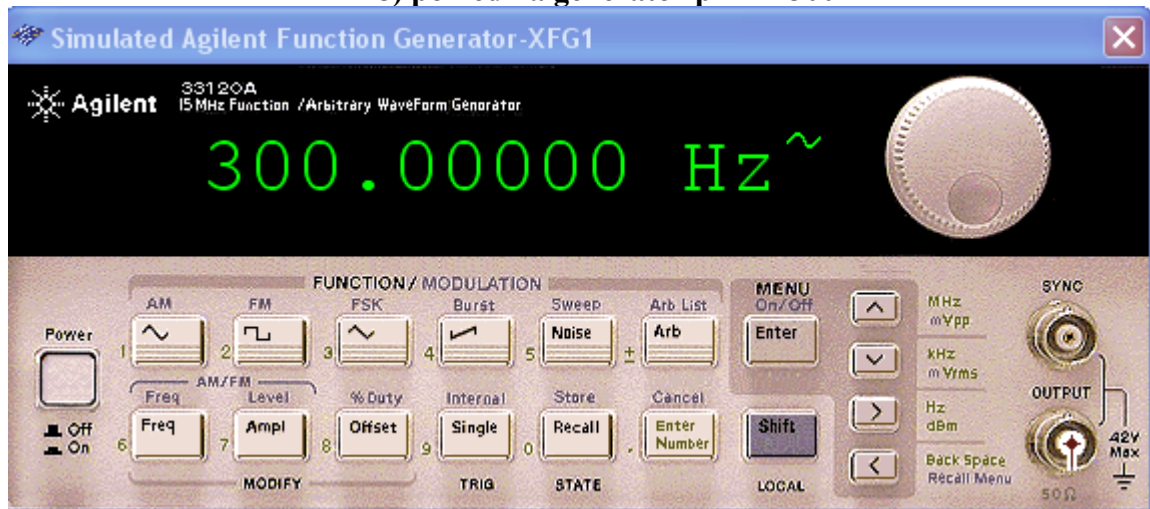 Simulated Agilent Function Generator-XFG1
Agilent
33120A
15 MHz Function / Arbitrary WaveForm Genorator
300.00000 Hz
FUNCTION/ MODULATION
AM FM FSK Burst Sweep Arb List
1 2 3 4 5 Noise ± Arb
Power
Off
On
AM/FM
Freq Level % Duty Internal Store Cancel
6 Freq 7 Ampl 8 Offset 9 Single 0 Recall . Enter Number
MODIFY TRIG STATE
MENU
On/Off
Enter
Shift
LOCAL
MHz
mVpp
kHz
mVrms
Hz
dBm
Back Space
Recall Menu
SYNC
OUTPUT
42V
Max
50Ω